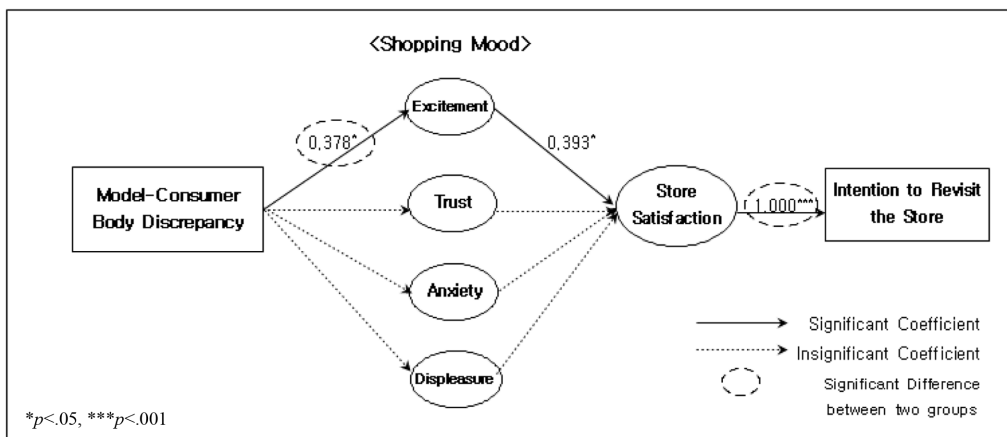 <Shopping Mood>
Excitement
0,378*
0,393*
Model-Consumer
Body Discrepancy
Trust
Store
Satisfaction
1,000***
Intention to Revisit
the Store
Anxiety
Displeasure
Significant Coefficient
Insignificant Coefficient
Significant Difference
between two groups
*p<.05, ***p<.001